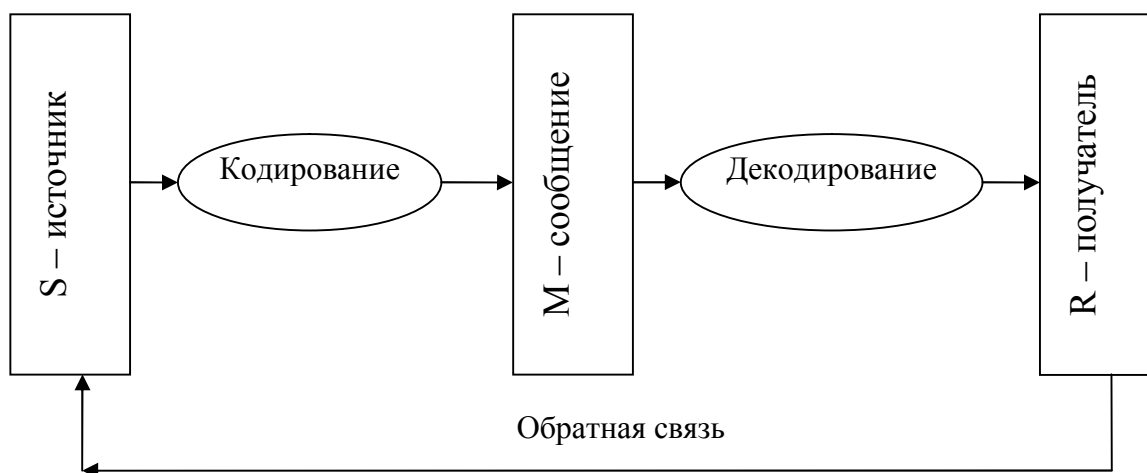 S – источник
Кодирование
M – сообщение
Декодирование
R – получатель
Обратная связь